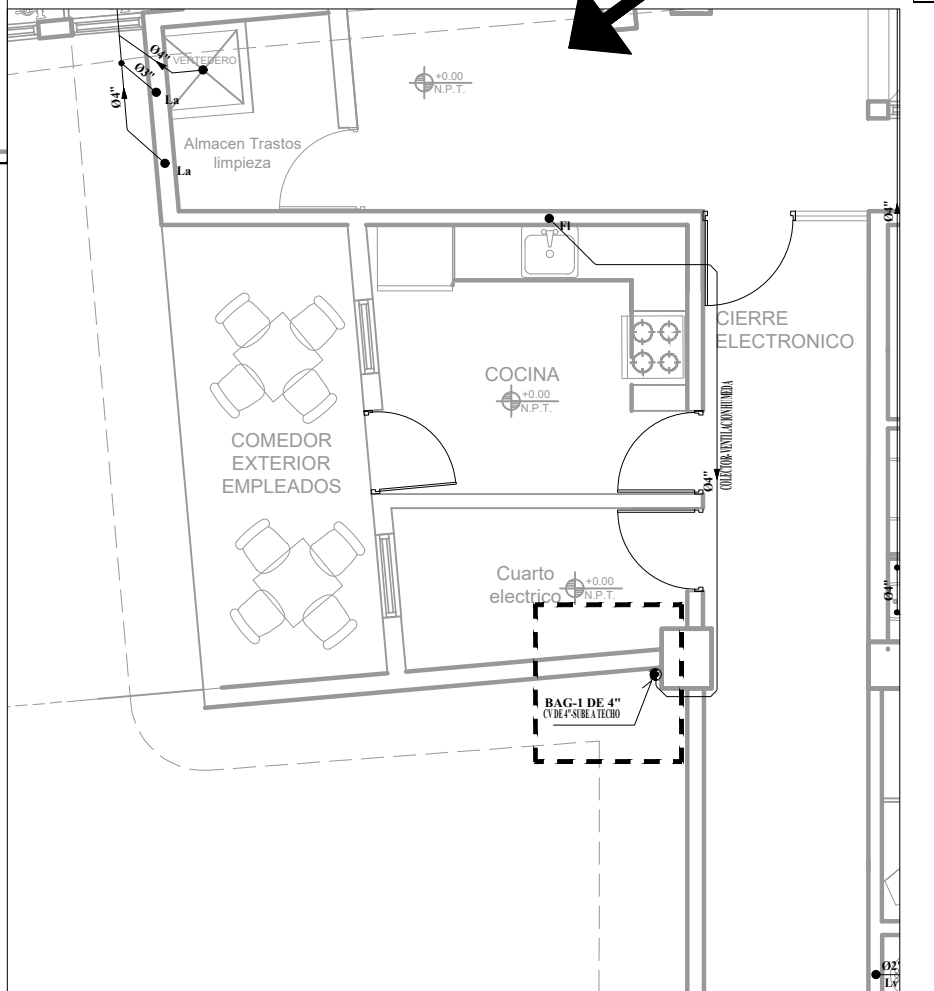 Ø4"
VERTEDERO
Ø3"
La
Ø4"
+0.00
N.P.T.
Almacen Trastos
limpieza
La
Fl
Ø4"
CIERRE
ELECTRONICO
COCINA
+0.00
N.P.T.
COMEDOR
EXTERIOR
EMPLEADOS
Ø4"
COLECTOR-VENTILACION HUMEDA
Cuarto
electrico
+0.00
N.P.T.
Ø4"
BAG-1 DE 4"
CV DE 4"-SUBE A TECHO
Ø2"
Lv